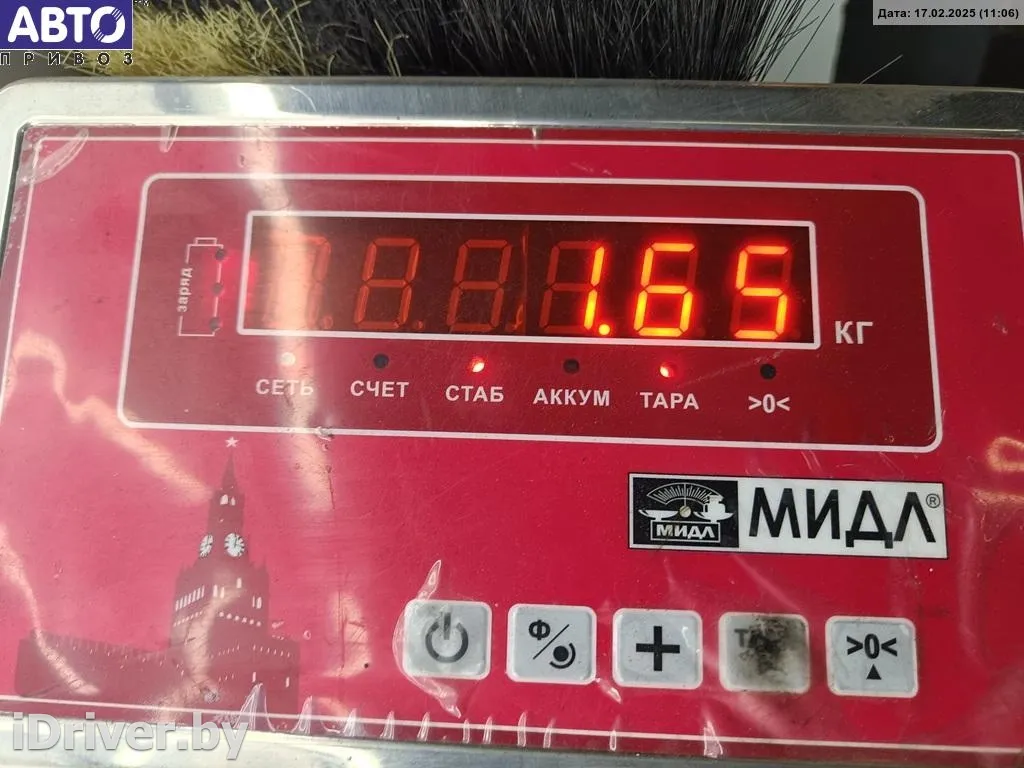 АВТО
ПРИВОЗ
Дата: 17.02.2025 (11:06)
заряд
1.65
КГ
СЕТЬ СЧЕТ СТАБ АККУМ ТАРА >0<
МИДЛ
МИДЛ®
Ф >0<
iDriver.by